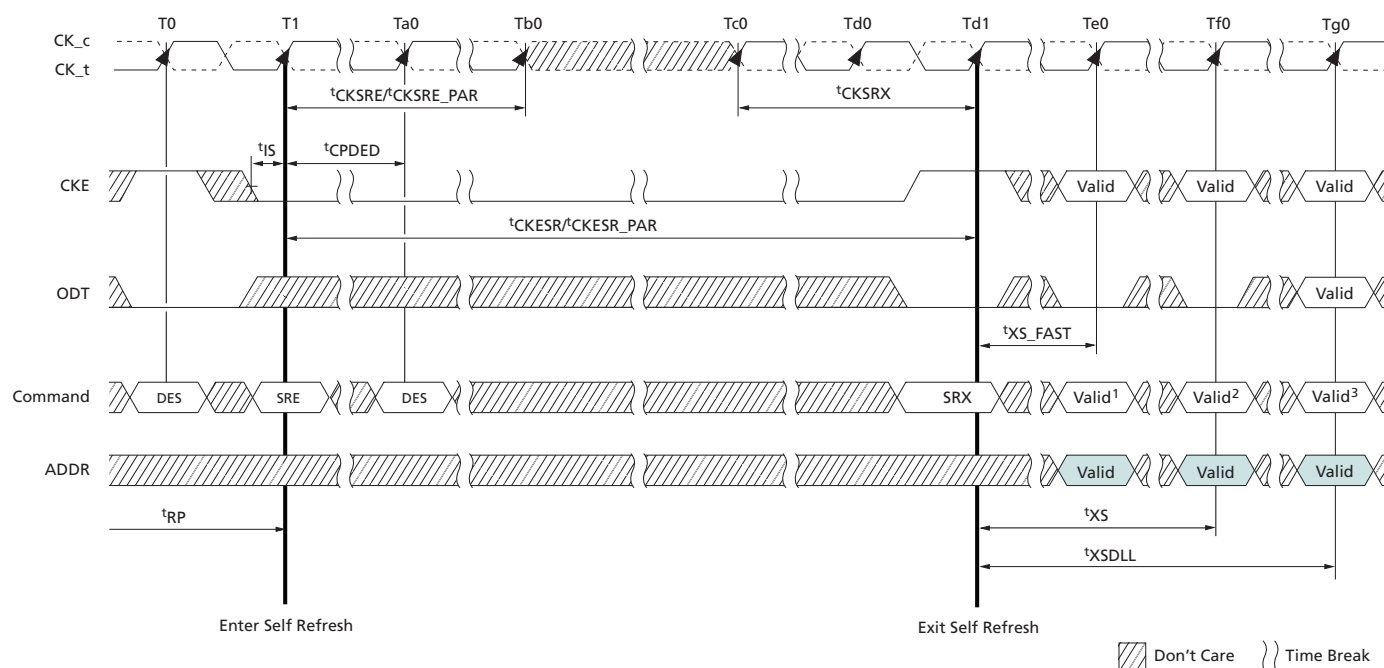 T0 T1 Ta0 Tb0 Tc0 Td0 Td1 Te0 Tf0 Tg0
CK_c
CK_t
tCKSRE/tCKSRE_PAR tCKSRX
tIS tCPDED
CKE Valid Valid Valid
tCKESR/tCKESR_PAR
ODT Valid
tXS_FAST
Command DES SRE DES SRX Valid1 Valid2 Valid3
ADDR Valid Valid Valid
tRP tXS
tXSDLL
Enter Self Refresh Exit Self Refresh
Don't Care Time Break